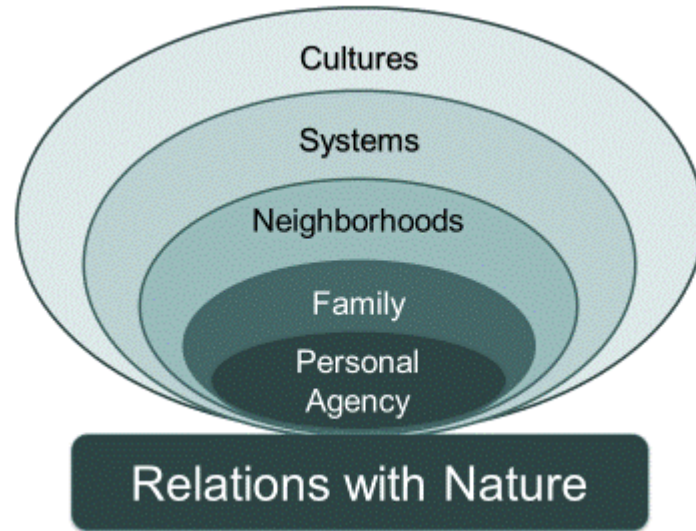 Cultures
Systems
Neighborhoods
Family
Personal
Agency
Relations with Nature